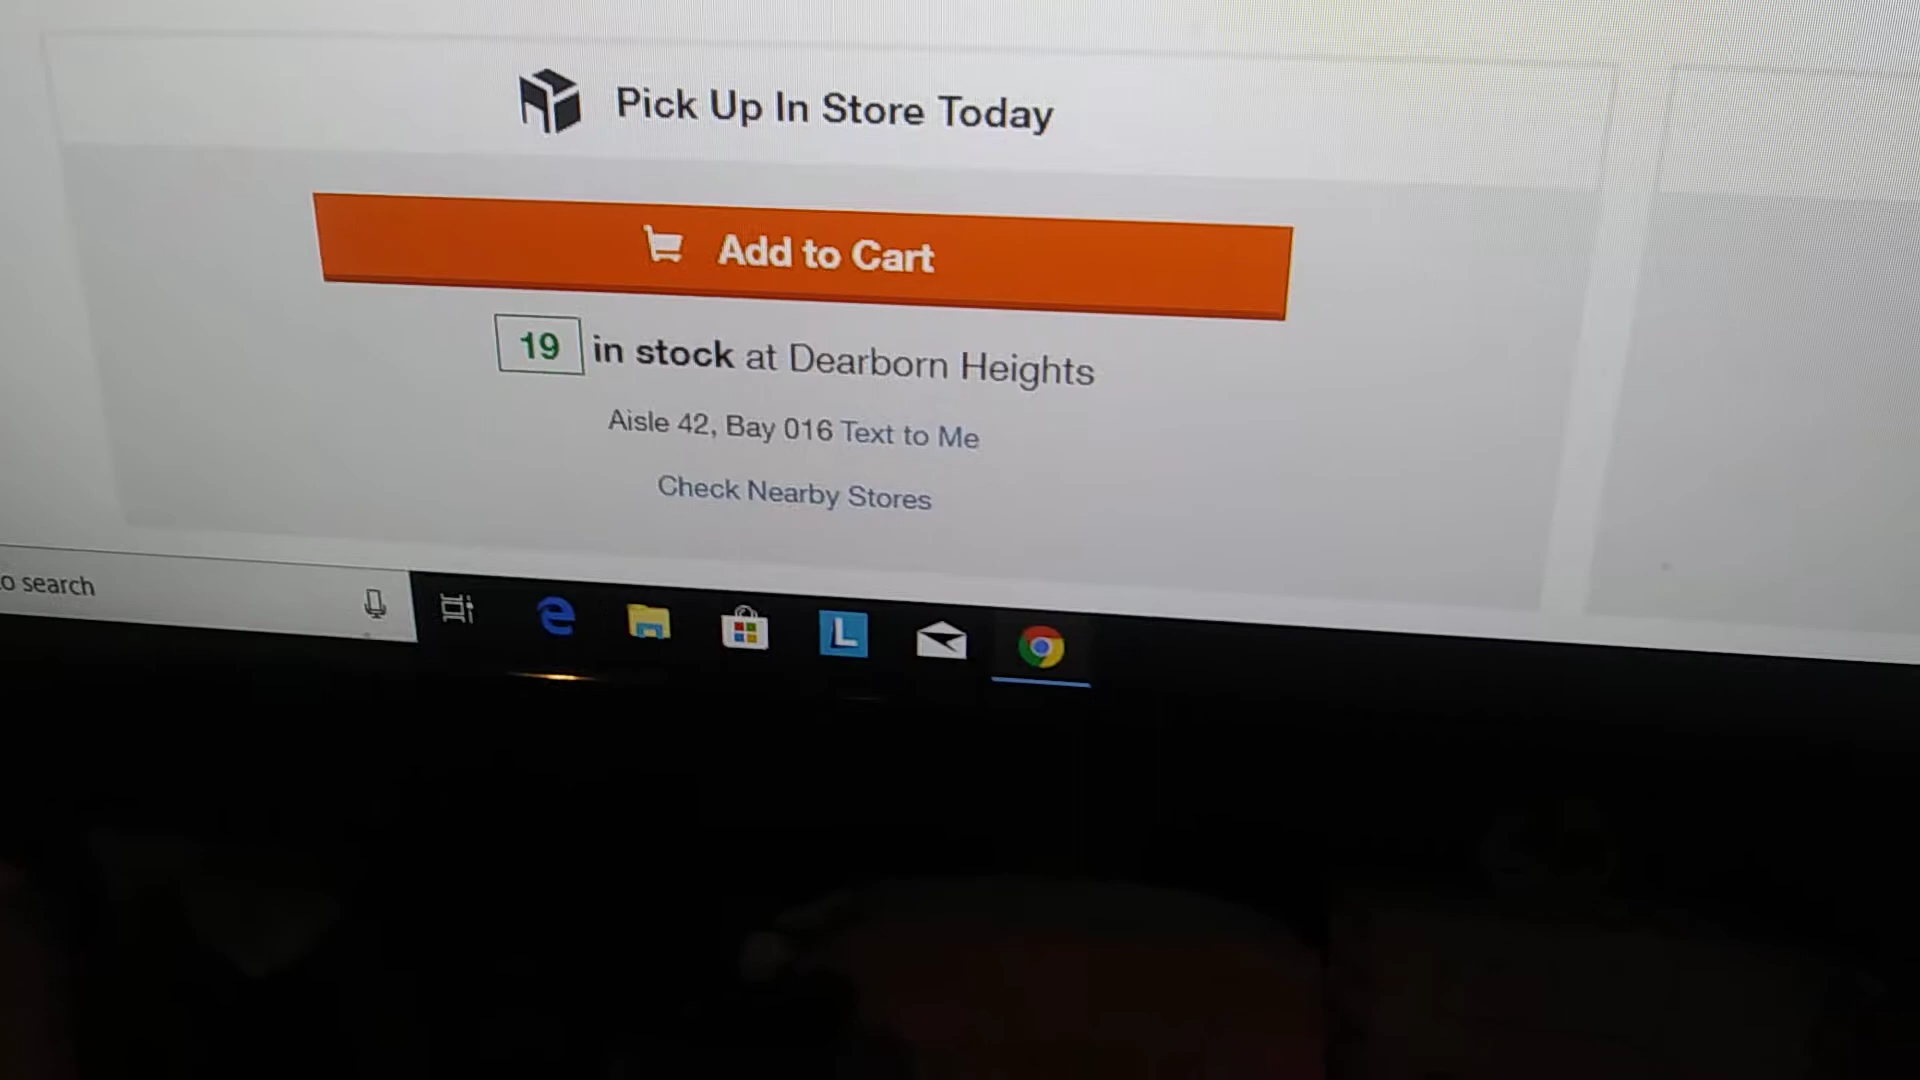 Pick Up In Store Today
Add to Cart
19 in stock at Dearborn Heights
Aisle 42, Bay 016 Text to Me
Check Nearby Stores
o search
L